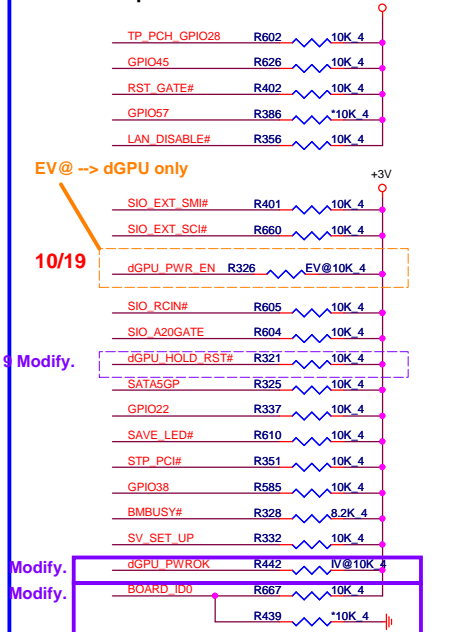 TP_PCH_GPIO28 R602 10K_4
GPIO45 R626 10K_4
RST_GATE# R402 10K_4
GPIO57 R386 *10K_4
LAN_DISABLE# R356 10K_4
EV@ --> dGPU only
+3V
SIO_EXT_SMI# R401 10K_4
SIO_EXT_SCI# R660 10K_4
10/19
dGPU_PWR_EN R326 EV@10K_4
SIO_RCIN# R605 10K_4
SIO_A20GATE R604 10K_4
9 Modify. dGPU_HOLD_RST# R321 10K_4
SATA5GP R325 10K_4
GPIO22 R337 10K_4
SAVE_LED# R610 10K_4
STP_PCI# R351 10K_4
GPIO38 R585 10K_4
BMBUSY# R328 8.2K_4
SV_SET_UP R332 10K_4
Modify. dGPU_PWROK R442 IV@10K_4
Modify. BOARD_ID0 R667 10K_4
R439 *10K_4